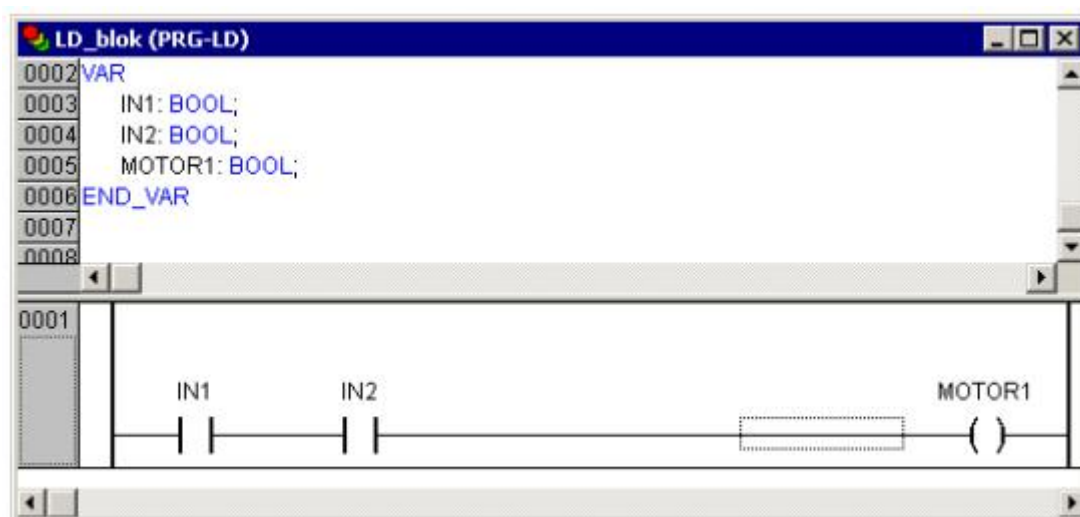 LD_blok (PRG-LD)
0002 VAR
0003 IN1: BOOL;
0004 IN2: BOOL;
0005 MOTOR1: BOOL;
0006 END_VAR
0007
0008
0001
IN1 IN2 MOTOR1